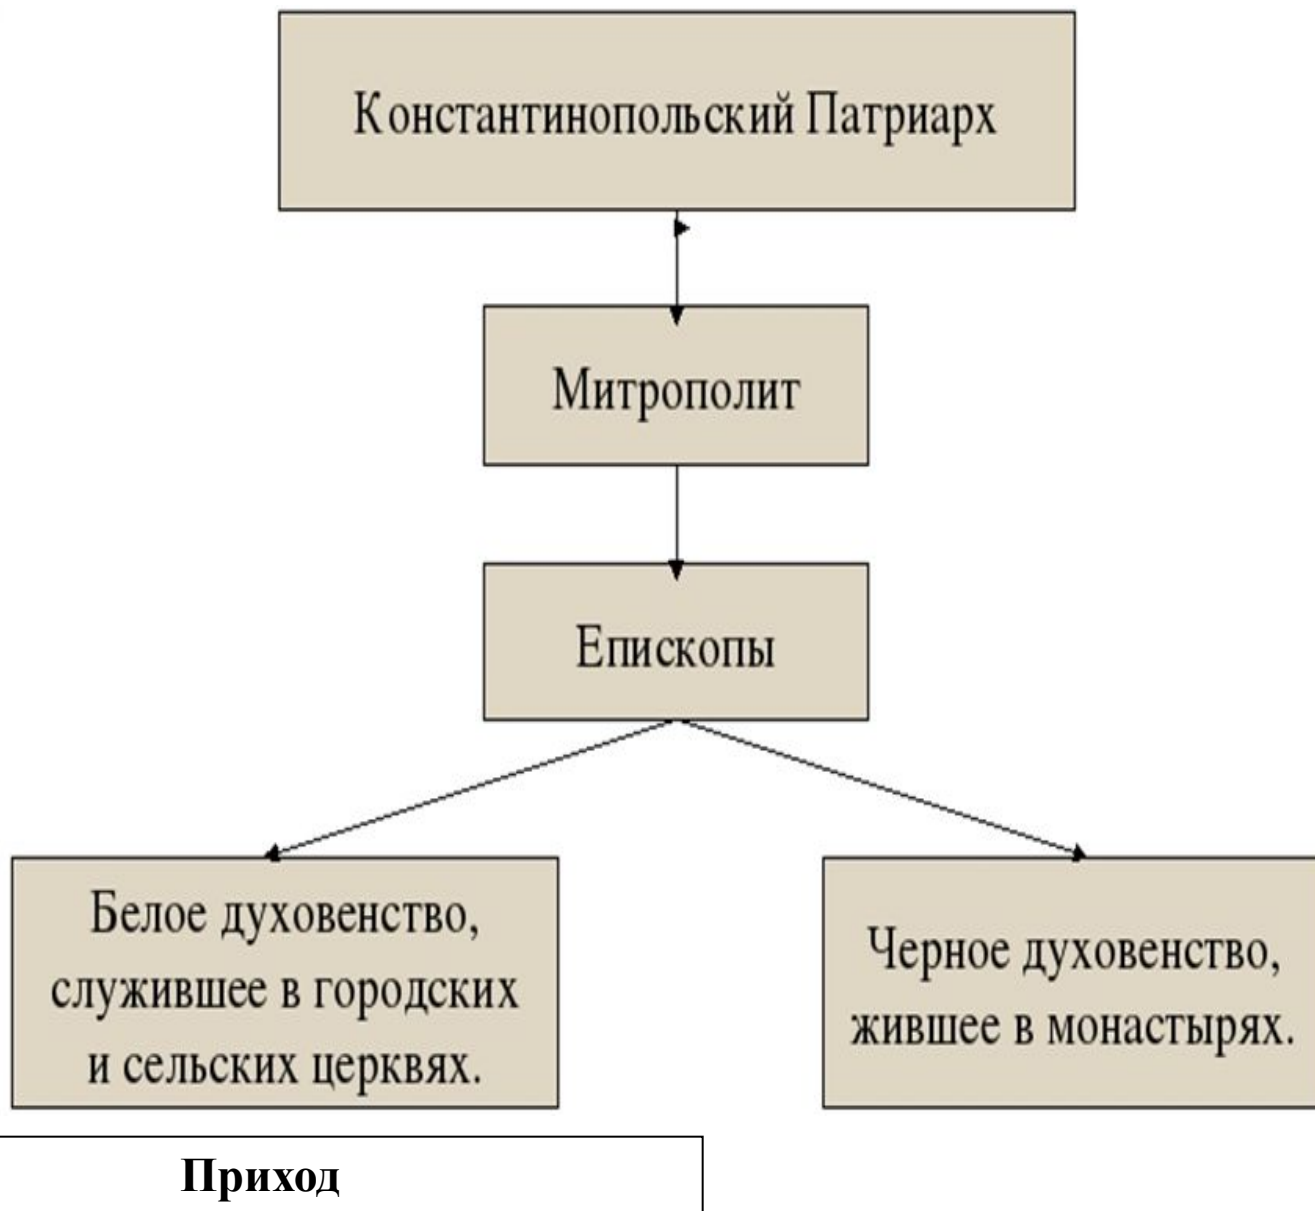 Константинопольский Патриарх
Митрополит
Епископы
Белое духовенство,
служившее в городских
и сельских церквях.
Черное духовенство,
жившее в монастырях.
Приход